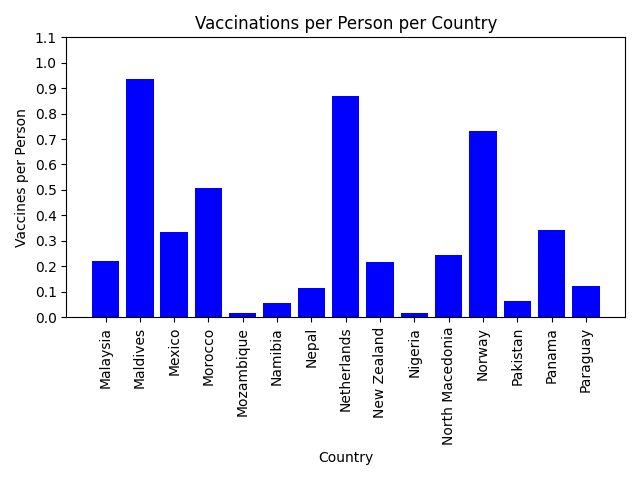 Vaccinations per Person per Country
Vaccines per Person
1.1
1.0
0.9
0.8
0.7
0.6
0.5
0.4
0.3
0.2
0.1
0.0
Malaysia
Maldives
Mexico
Morocco
Mozambique
Namibia
Nepal
Netherlands
New Zealand
Nigeria
North Macedonia
Norway
Pakistan
Panama
Paraguay
Country